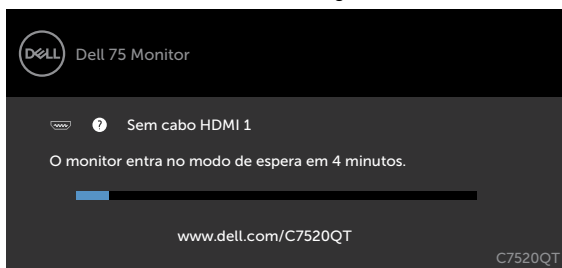 DELL Dell 75 Monitor
? Sem cabo HDMI 1
O monitor entra no modo de espera em 4 minutos.
www.dell.com/C7520QT
C7520QT